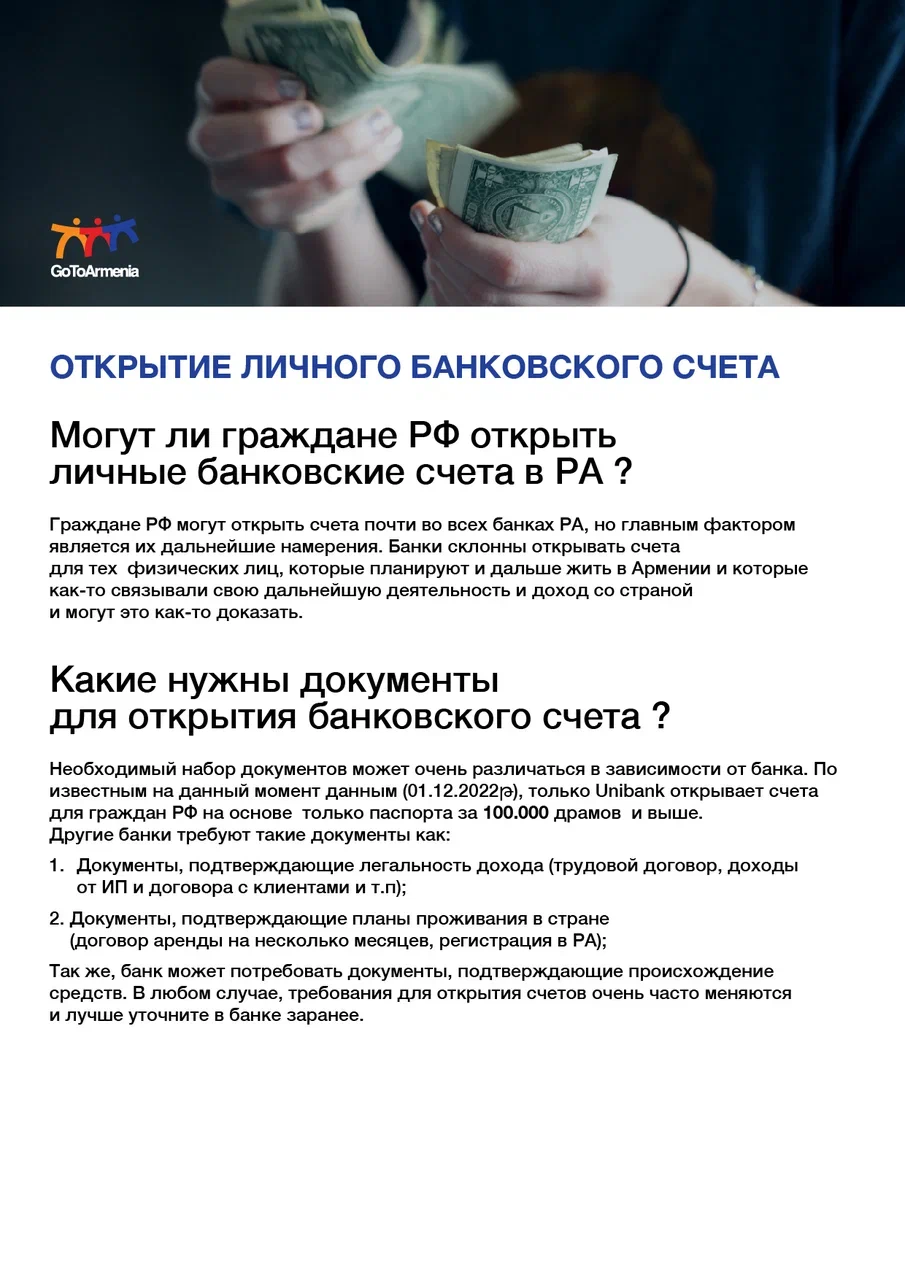 GoToArmenia
ОТКРЫТИЕ ЛИЧНОГО БАНКОВСКОГО СЧЕТА
Могут ли граждане РФ открыть
личные банковские счета в РА ?
Граждане РФ могут открыть счета почти во всех банках РА, но главным фактором
является их дальнейшие намерения. Банки склонны открывать счета
для тех физических лиц, которые планируют и дальше жить в Армении и которые
как-то связывали свою дальнейшую деятельность и доход со страной
и могут это как-то доказать.
Какие нужны документы
для открытия банковского счета ?
Необходимый набор документов может очень различаться в зависимости от банка. По
известным на данный момент данным (01.12.2022թ), только Unibank открывает счета
для граждан РФ на основе только паспорта за 100.000 драмов и выше.
Другие банки требуют такие документы как:
1. Документы, подтверждающие легальность дохода (трудовой договор, доходы
от ИП и договора с клиентами и т.п);
2. Документы, подтверждающие планы проживания в стране
(договор аренды на несколько месяцев, регистрация в РА);
Так же, банк может потребовать документы, подтверждающие происхождение
средств. В любом случае, требования для открытия счетов очень часто меняются
и лучше уточните в банке заранее.